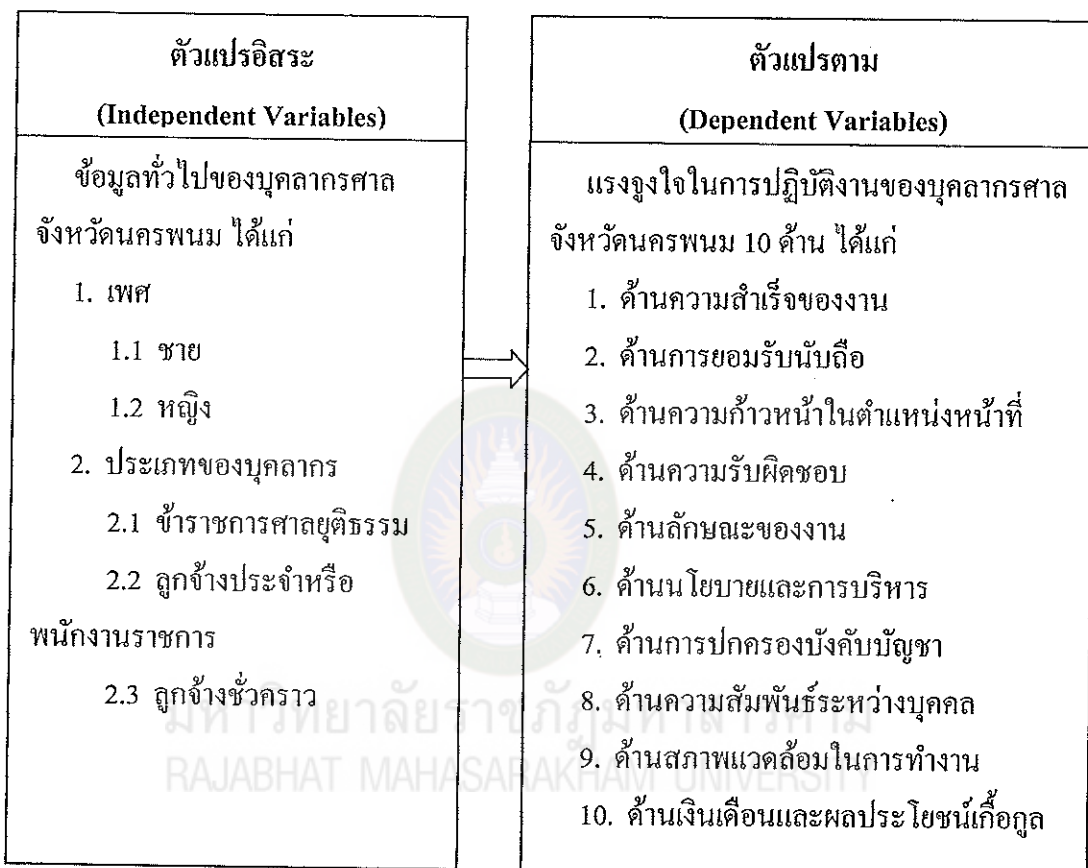 ตัวแปรอิสระ
(Independent Variables)
ข้อมูลทั่วไปของบุคลากรศาล
จังหวัดนครพนม ได้แก่
1. เพศ
1.1 ชาย
1.2 หญิง
2. ประเภทของบุคลากร
2.1 ข้าราชการศาลยุติธรรม
2.2 ลูกจ้างประจำหรือ
พนักงานราชการ
2.3 ลูกจ้างชั่วคราว
ตัวแปรตาม
(Dependent Variables)
แรงจูงใจในการปฏิบัติงานของบุคลากรศาล
จังหวัดนครพนม 10 ด้าน ได้แก่
1. ด้านความสำเร็จของงาน
2. ด้านการยอมรับนับถือ
3. ด้านความก้าวหน้าในตำแหน่งหน้าที่
4. ด้านความรับผิดชอบ
5. ด้านลักษณะของงาน
6. ด้านนโยบายและการบริหาร
7. ด้านการปกครองบังคับบัญชา
8. ด้านความสัมพันธ์ระหว่างบุคคล
9. ด้านสภาพแวดล้อมในการทำงาน
10. ด้านเงินเดือนและผลประโยชน์เกื้อกูล
มหาวิทยาลัยราชภัฏมหาสารคาม
RAJABHAT MAHASARAKHAM UNIVERSITY